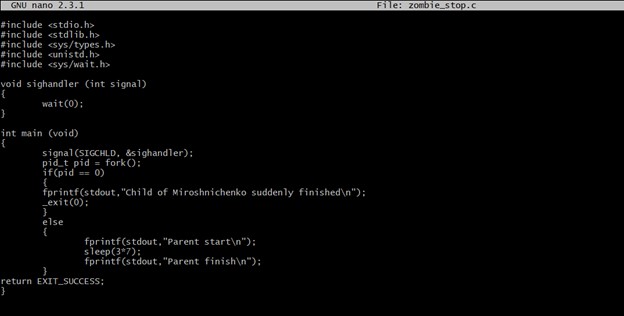 GNU nano 2.3.1 File: zombie_stop.c
#include <stdio.h>
#include <stdlib.h>
#include <sys/types.h>
#include <unistd.h>
#include <sys/wait.h>
void sighandler (int signal)
{
wait(0);
}
int main (void)
{
signal(SIGCHLD, &sighandler);
pid_t pid = fork();
if(pid == 0)
{
fprintf(stdout,"Child of Miroshnichenko suddenly finished\n");
_exit(0);
}
else
{
fprintf(stdout,"Parent start\n");
sleep(3*7);
fprintf(stdout,"Parent finish\n");
}
return EXIT_SUCCESS;
}